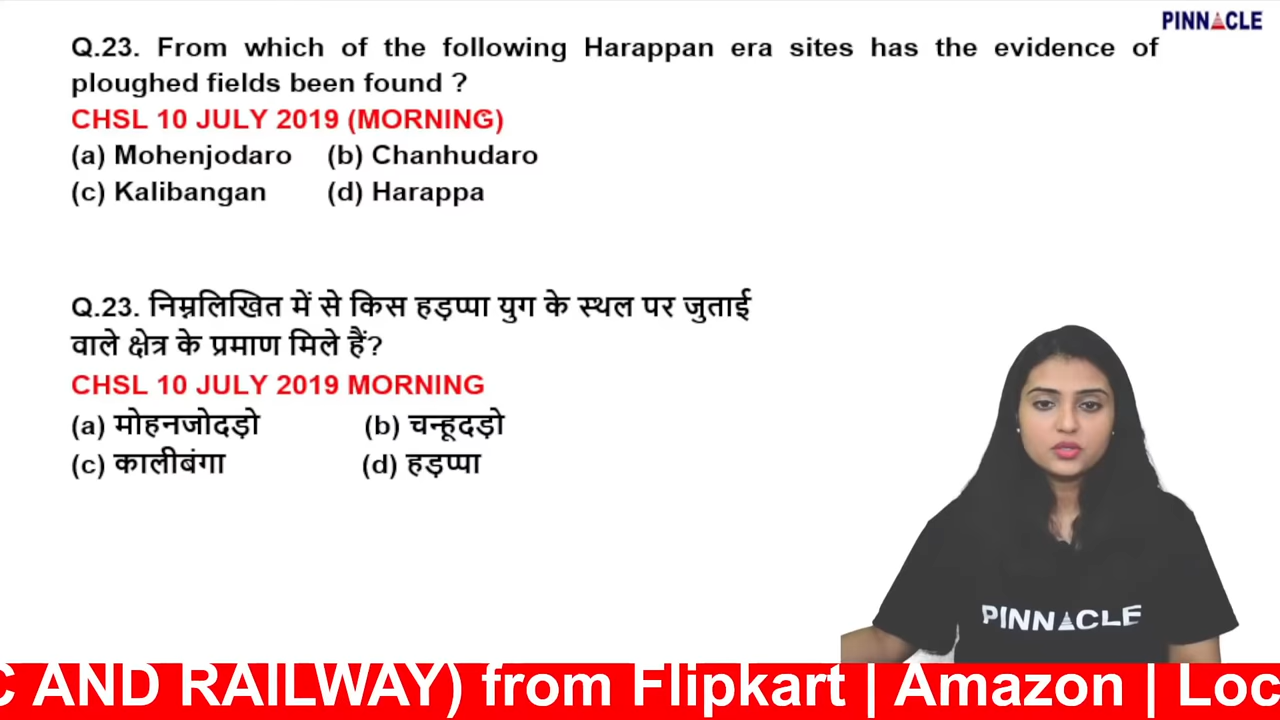 PINNACLE
Q.23. From which of the following Harappan era sites has the evidence of
ploughed fields been found ?
CHSL 10 JULY 2019 (MORNING)
(a) Mohenjodaro (b) Chanhudaro
(c) Kalibangan (d) Harappa
Q.23. निम्नलिखित में से किस हड़प्पा युग के स्थल पर जुताई
वाले क्षेत्र के प्रमाण मिले हैं?
CHSL 10 JULY 2019 MORNING
(a) मोहनजोदड़ो (b) चन्हूदड़ो
(c) कालीबंगा (d) हड़प्पा
PINNACLE
C AND RAILWAY) from Flipkart | Amazon | Loc